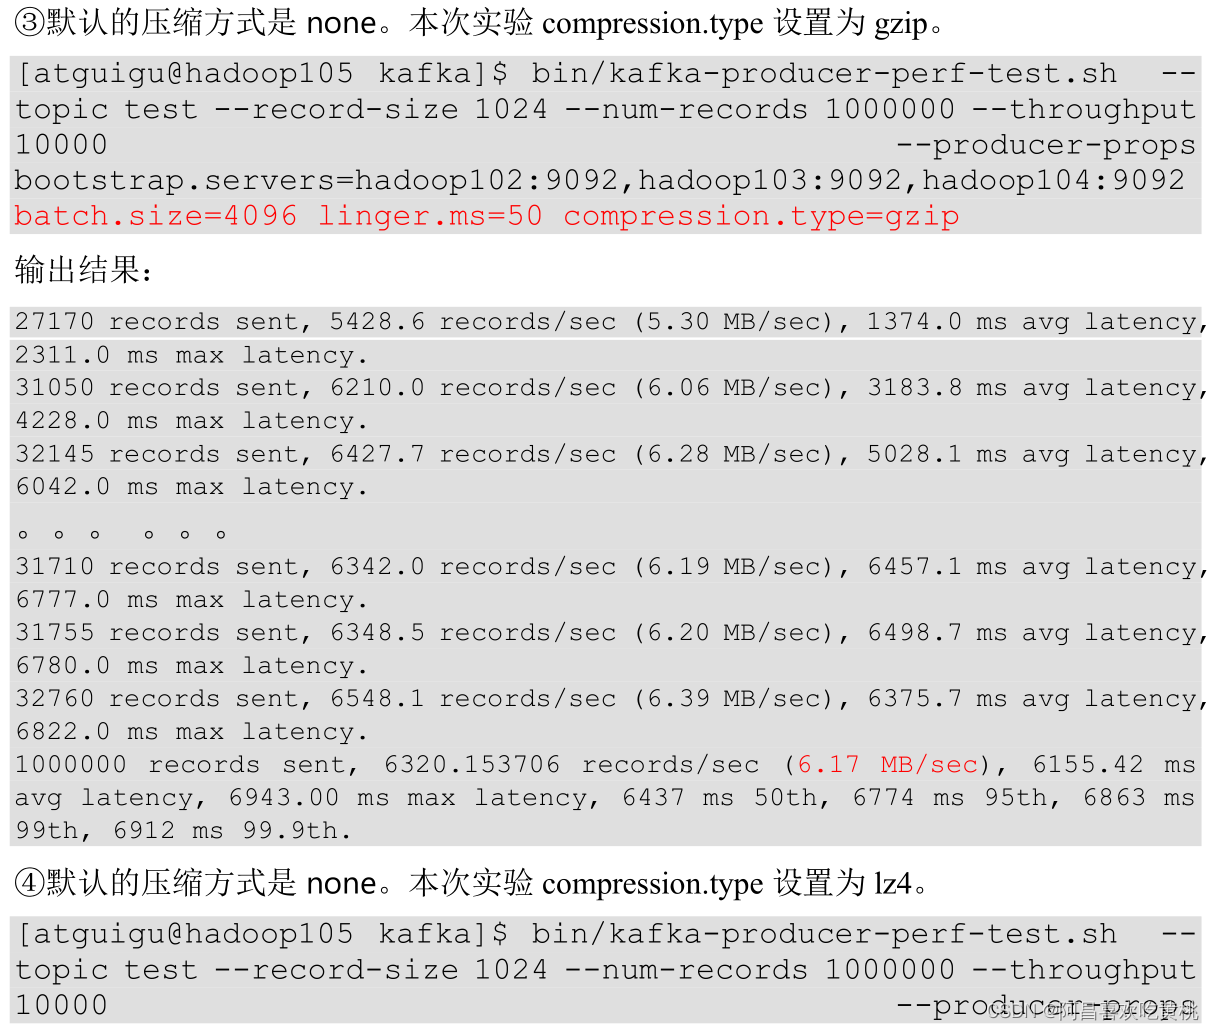 ③默认的压缩方式是 none。本次实验 compression.type 设置为 gzip。
[atguigu@hadoop105 kafka]$ bin/kafka-producer-perf-test.sh --
topic test --record-size 1024 --num-records 1000000 --throughput
10000 --producer-props
bootstrap.servers=hadoop102:9092,hadoop103:9092,hadoop104:9092
batch.size=4096 linger.ms=50 compression.type=gzip
输出结果：
27170 records sent, 5428.6 records/sec (5.30 MB/sec), 1374.0 ms avg latency,
2311.0 ms max latency.
31050 records sent, 6210.0 records/sec (6.06 MB/sec), 3183.8 ms avg latency,
4228.0 ms max latency.
32145 records sent, 6427.7 records/sec (6.28 MB/sec), 5028.1 ms avg latency,
6042.0 ms max latency.
。。。 。。。
31710 records sent, 6342.0 records/sec (6.19 MB/sec), 6457.1 ms avg latency,
6777.0 ms max latency.
31755 records sent, 6348.5 records/sec (6.20 MB/sec), 6498.7 ms avg latency,
6780.0 ms max latency.
32760 records sent, 6548.1 records/sec (6.39 MB/sec), 6375.7 ms avg latency,
6822.0 ms max latency.
1000000 records sent, 6320.153706 records/sec (6.17 MB/sec), 6155.42 ms
avg latency, 6943.00 ms max latency, 6437 ms 50th, 6774 ms 95th, 6863 ms
99th, 6912 ms 99.9th.
④默认的压缩方式是 none。本次实验 compression.type 设置为 lz4。
[atguigu@hadoop105 kafka]$ bin/kafka-producer-perf-test.sh --
topic test --record-size 1024 --num-records 1000000 --throughput
10000 --producer-props
CSDN @阿昌喜欢吃黄桃